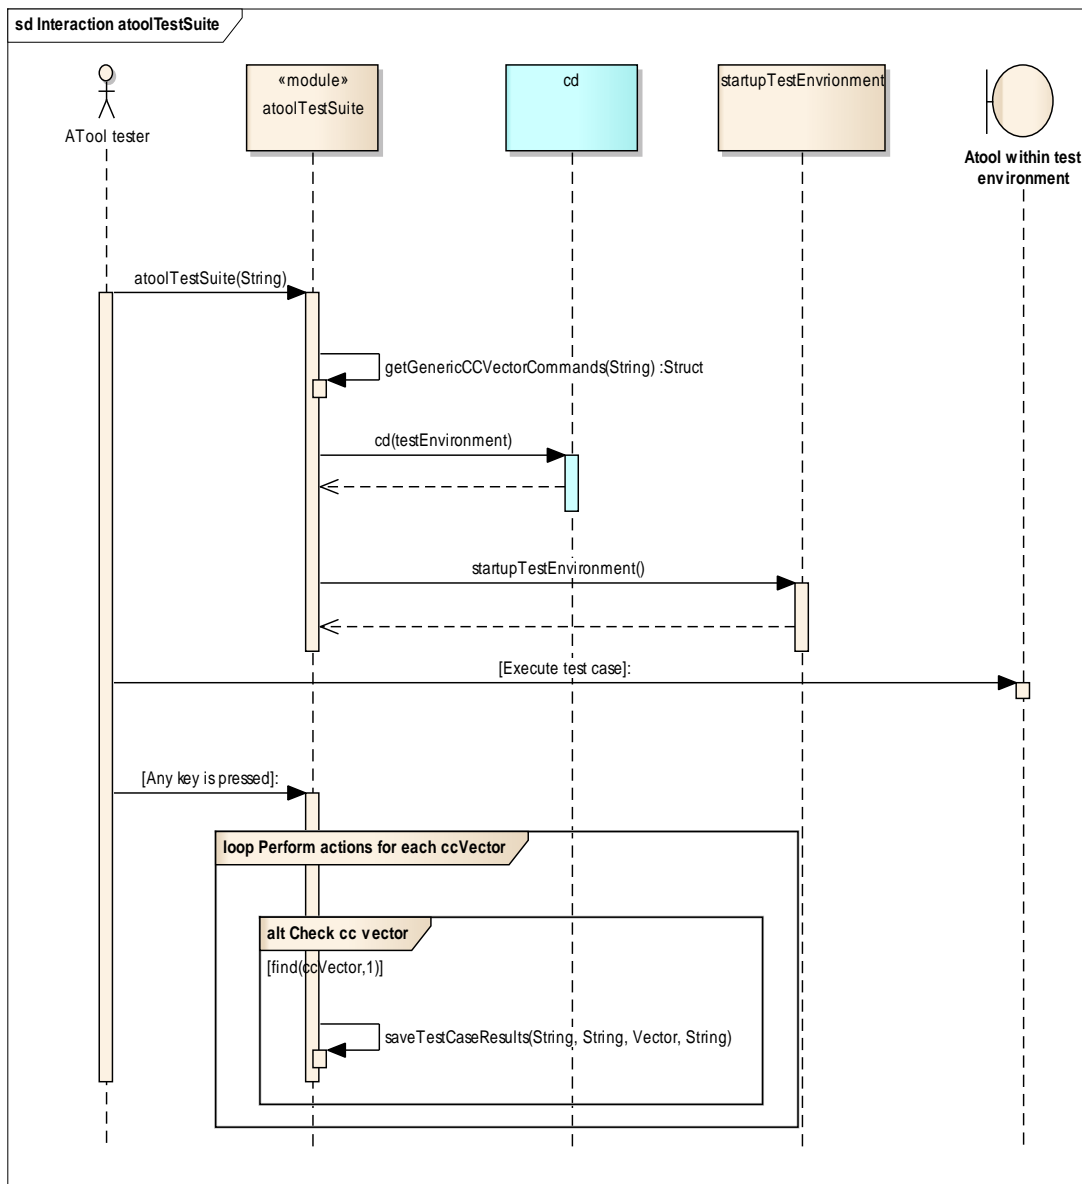 sd Interaction atoolTestSuite
ATool tester
«module»
atoolTestSuite
cd
startupTestEnvrionment
Atool within test
environment
atoolTestSuite(String)
getGenericCCVectorCommands(String) :Struct
cd(testEnvironment)
startupTestEnvironment()
[Execute test case]:
[Any key is pressed]:
loop Perform actions for each ccVector
alt Check cc vector
[find(ccVector,1)]
saveTestCaseResults(String, String, Vector, String)